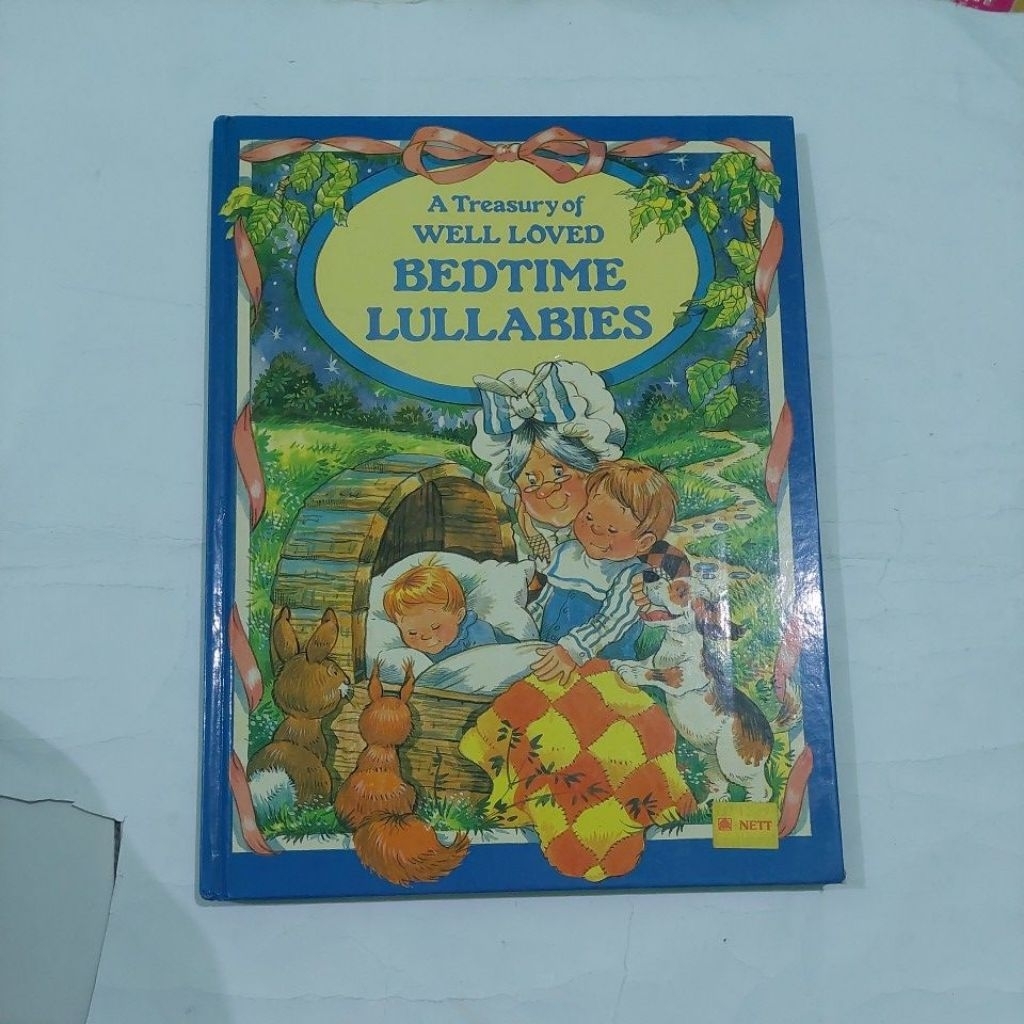 A Treasury of
WELL LOVED
BEDTIME
LULLABIES
NETT